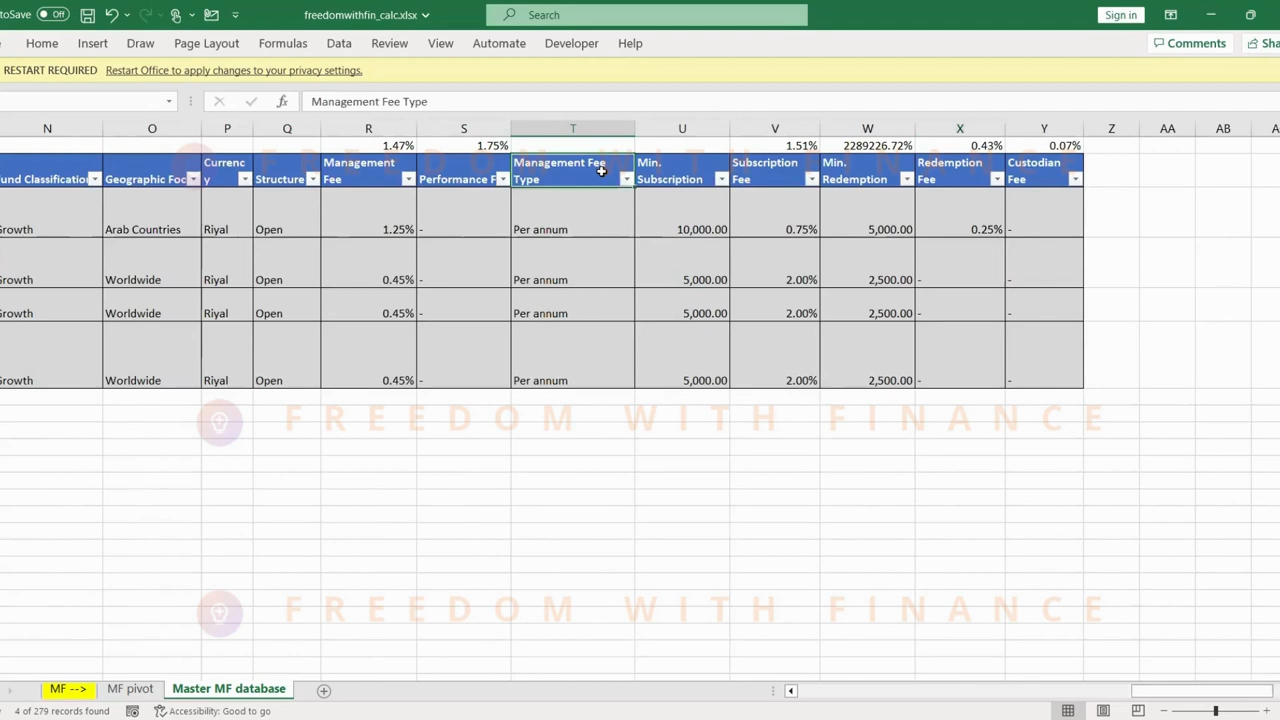 AutoSave Off freedomwithfin_calc.xlsx Search Sign in
Home Insert Draw Page Layout Formulas Data Review View Automate Developer Help Comments
RESTART REQUIRED Restart Office to apply changes to your privacy settings.
fx Management Fee Type
N O P Q R S T U V W X Y Z AA AB
1.47% 1.75% 1.51% 2289226.72% 0.43% 0.07%
Currenc Management Management Fee Min. Subscription Min. Redemption Custodian
und Classification Geographic Foc y Structure Fee Performance F Type Subscription Fee Redemption Fee Fee
Growth Arab Countries Riyal Open 1.25% - Per annum 10,000.00 0.75% 5,000.00 0.25% -
Growth Worldwide Riyal Open 0.45% - Per annum 5,000.00 2.00% 2,500.00 - -
Growth Worldwide Riyal Open 0.45% - Per annum 5,000.00 2.00% 2,500.00 - -
Growth Worldwide Riyal Open 0.45% - Per annum 5,000.00 2.00% 2,500.00 - -
FREEDOM WITH FINANCE
FREEDOM WITH FINANCE
FREEDOM WITH FINANCE
MF --> MF pivot Master MF database
4 of 279 records found Accessibility: Good to go